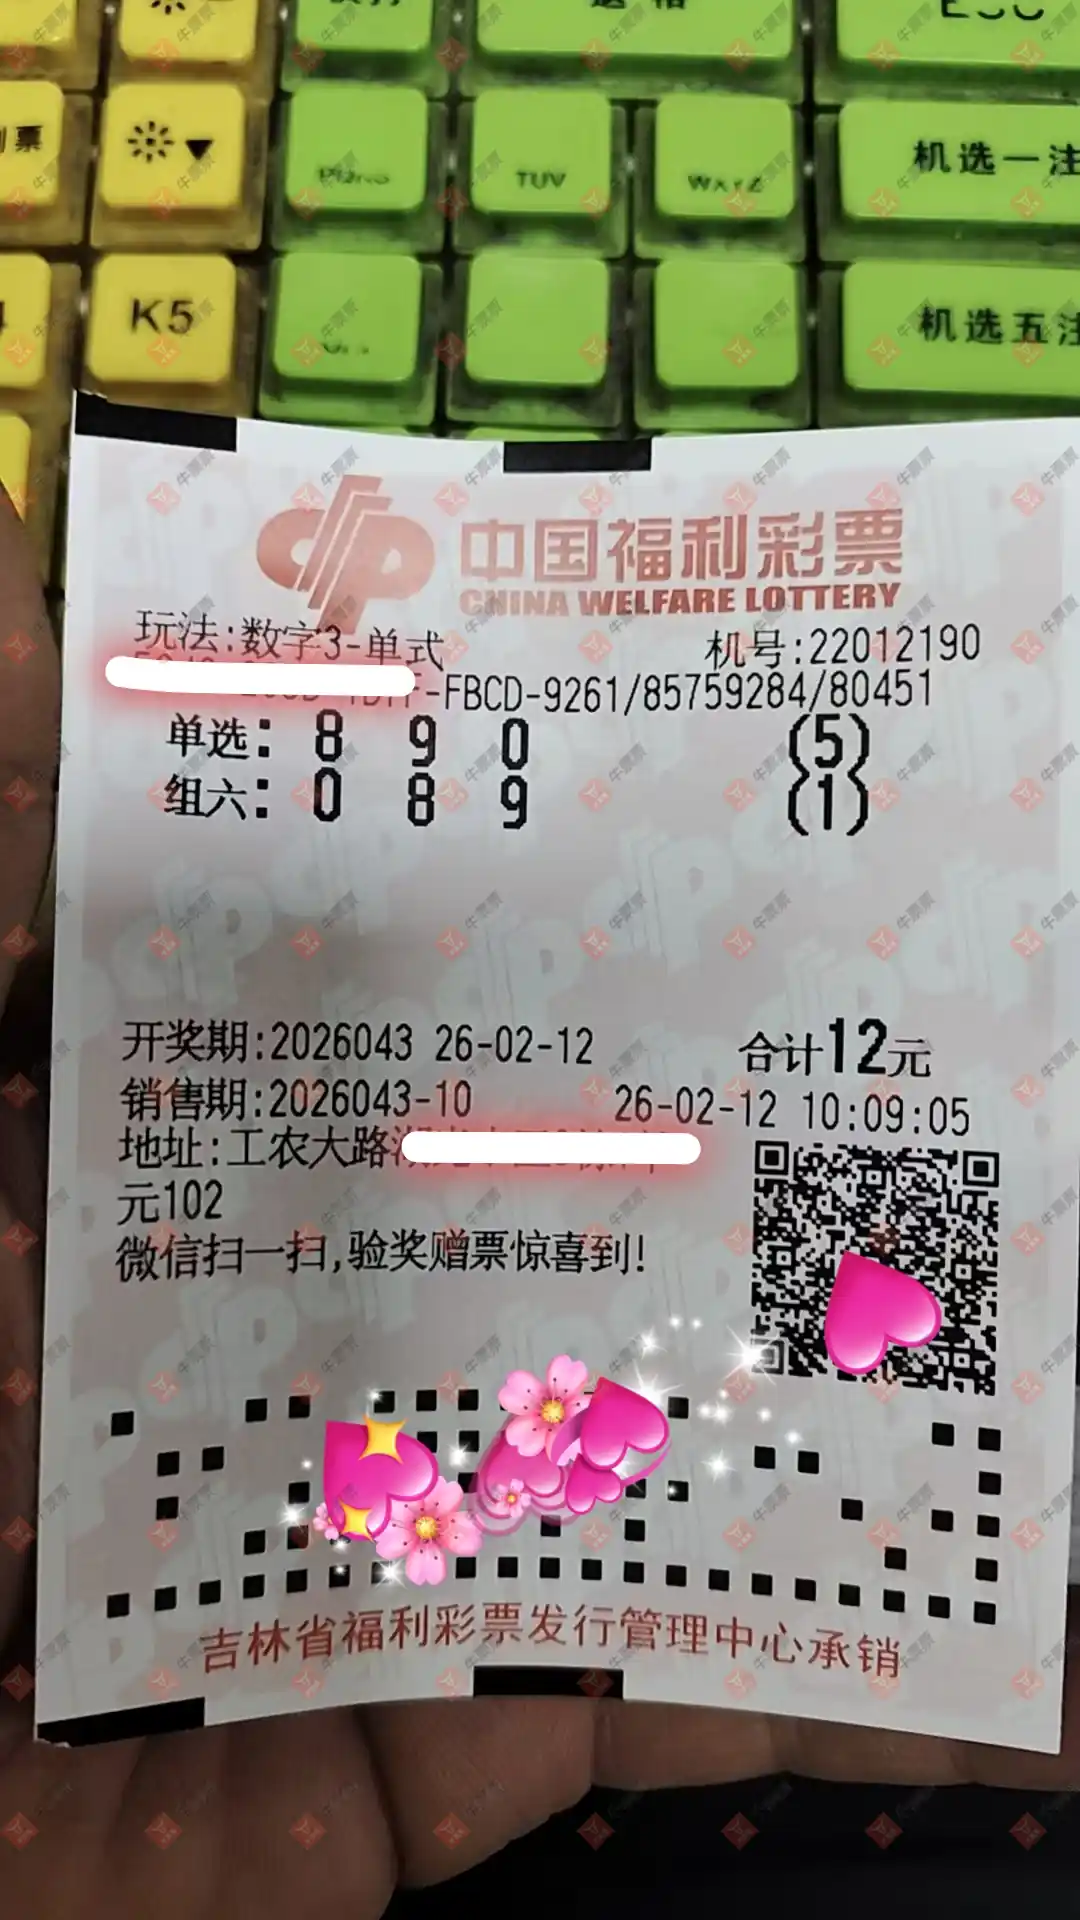 票
K5
TUV
WXYZ
机选一注
机选五注
中国福利彩票
CHINA WELFARE LOTTERY
玩法:数字3-单式
机号:22012190
-FBCD-9261/85759284/80451
单选: 8 9 0 (5)
组六: 0 8 9 (1)
开奖期:2026043 26-02-12
合计12元
销售期:2026043-10 26-02-12 10:09:05
地址:工农大路
元102
微信扫一扫,验奖赠票惊喜到!
吉林省福利彩票发行管理中心承销
牛票票